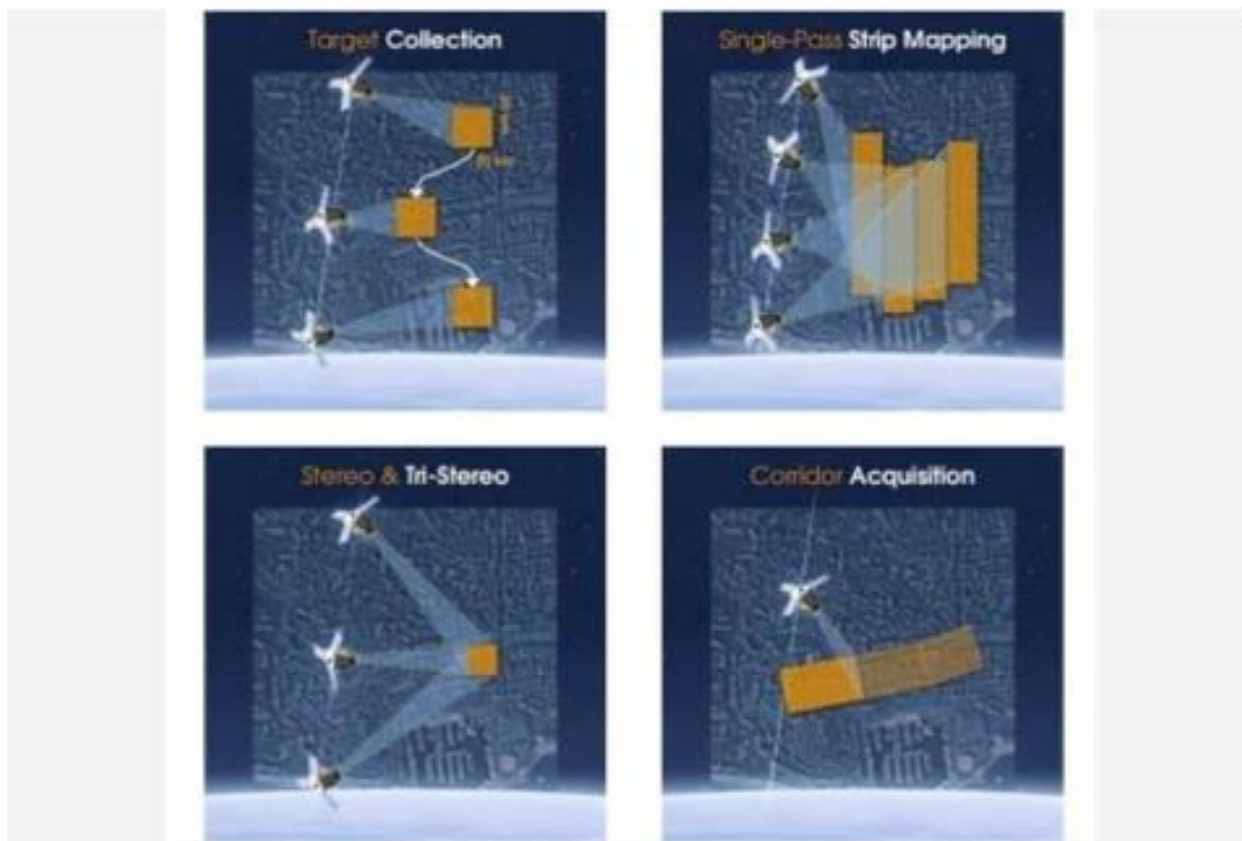 Target Collection
Single-Pass Strip Mapping
Stereo & Tri-Stereo
Corridor Acquisition